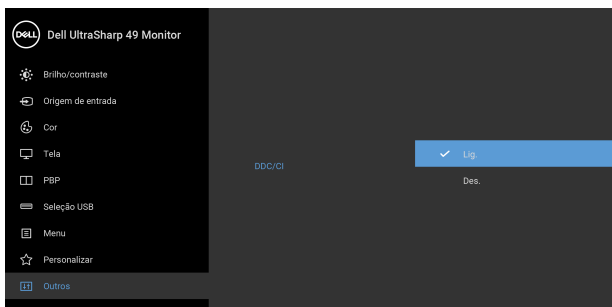 DELL Dell UltraSharp 49 Monitor
Brilho/contraste
Origem de entrada
Cor
Tela
DDC/CI
Lig.
PBP
Des.
Seleção USB
Menu
Personalizar
Outros